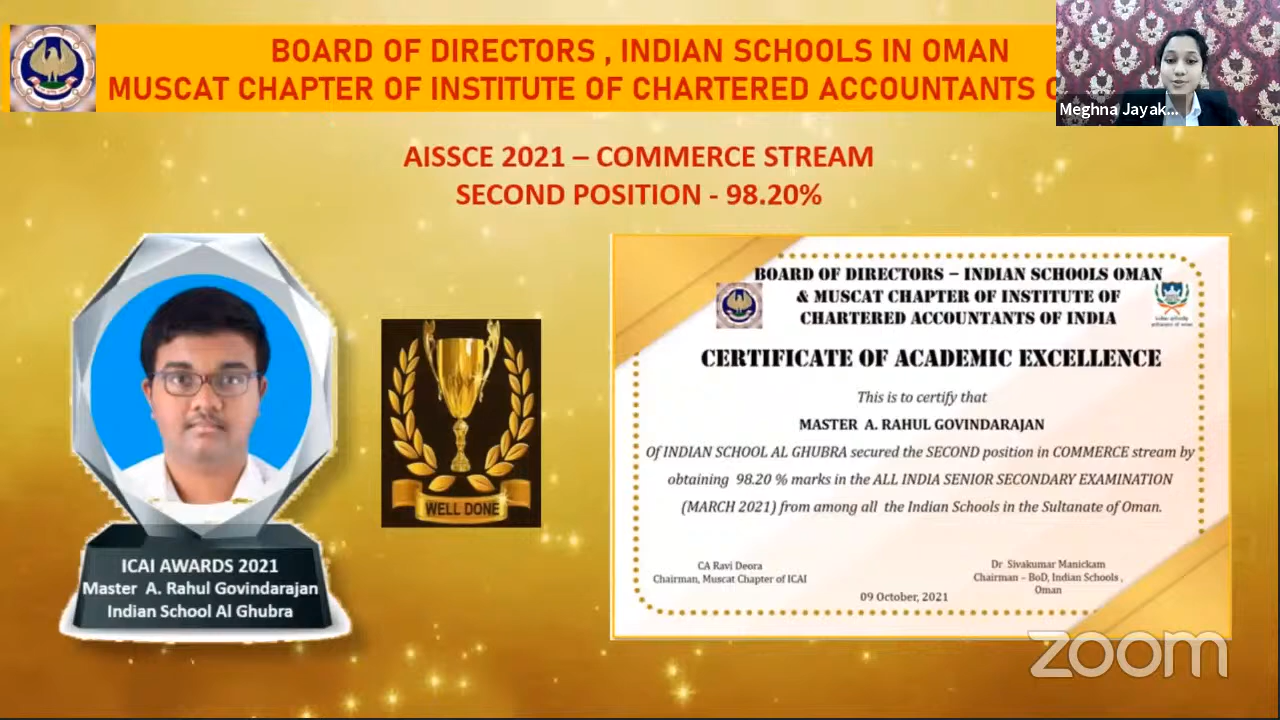 BOARD OF DIRECTORS , INDIAN SCHOOLS IN OMAN
MUSCAT CHAPTER OF INSTITUTE OF CHARTERED ACCOUNTANTS
Meghna Jayak...
AISSCE 2021 – COMMERCE STREAM
SECOND POSITION - 98.20%
WELL DONE
ICAI AWARDS 2021
Master A. Rahul Govindarajan
Indian School Al Ghubra
BOARD OF DIRECTORS – INDIAN SCHOOLS OMAN
& MUSCAT CHAPTER OF INSTITUTE OF
CHARTERED ACCOUNTANTS OF INDIA
CERTIFICATE OF ACADEMIC EXCELLENCE
This is to certify that
MASTER A. RAHUL GOVINDARAJAN
Of INDIAN SCHOOL AL GHUBRA secured the SECOND position in COMMERCE stream by
obtaining 98.20 % marks in the ALL INDIA SENIOR SECONDARY EXAMINATION
(MARCH 2021) from among all the Indian Schools in the Sultanate of Oman.
CA Ravi Deora
Chairman, Muscat Chapter of ICAI
Dr Sivakumar Manickam
Chairman – BoD, Indian Schools ,
Oman
09 October, 2021
zoom